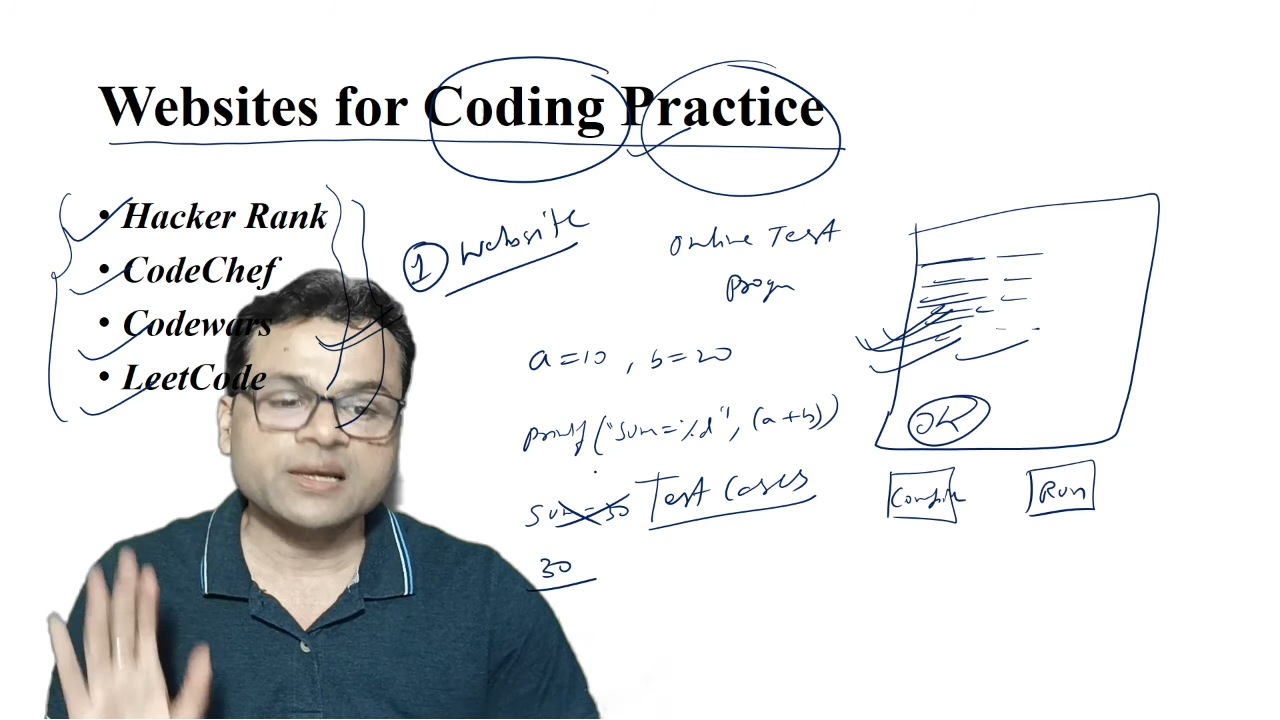 Websites for Coding Practice
• Hacker Rank
• CodeChef
• Codewars
• LeetCode
1 Website
Online Test
Progr
a=10 , b=20
printf("sum=%d", (a+b))
sum=30
Test Cases
30
OK
Compile
Run